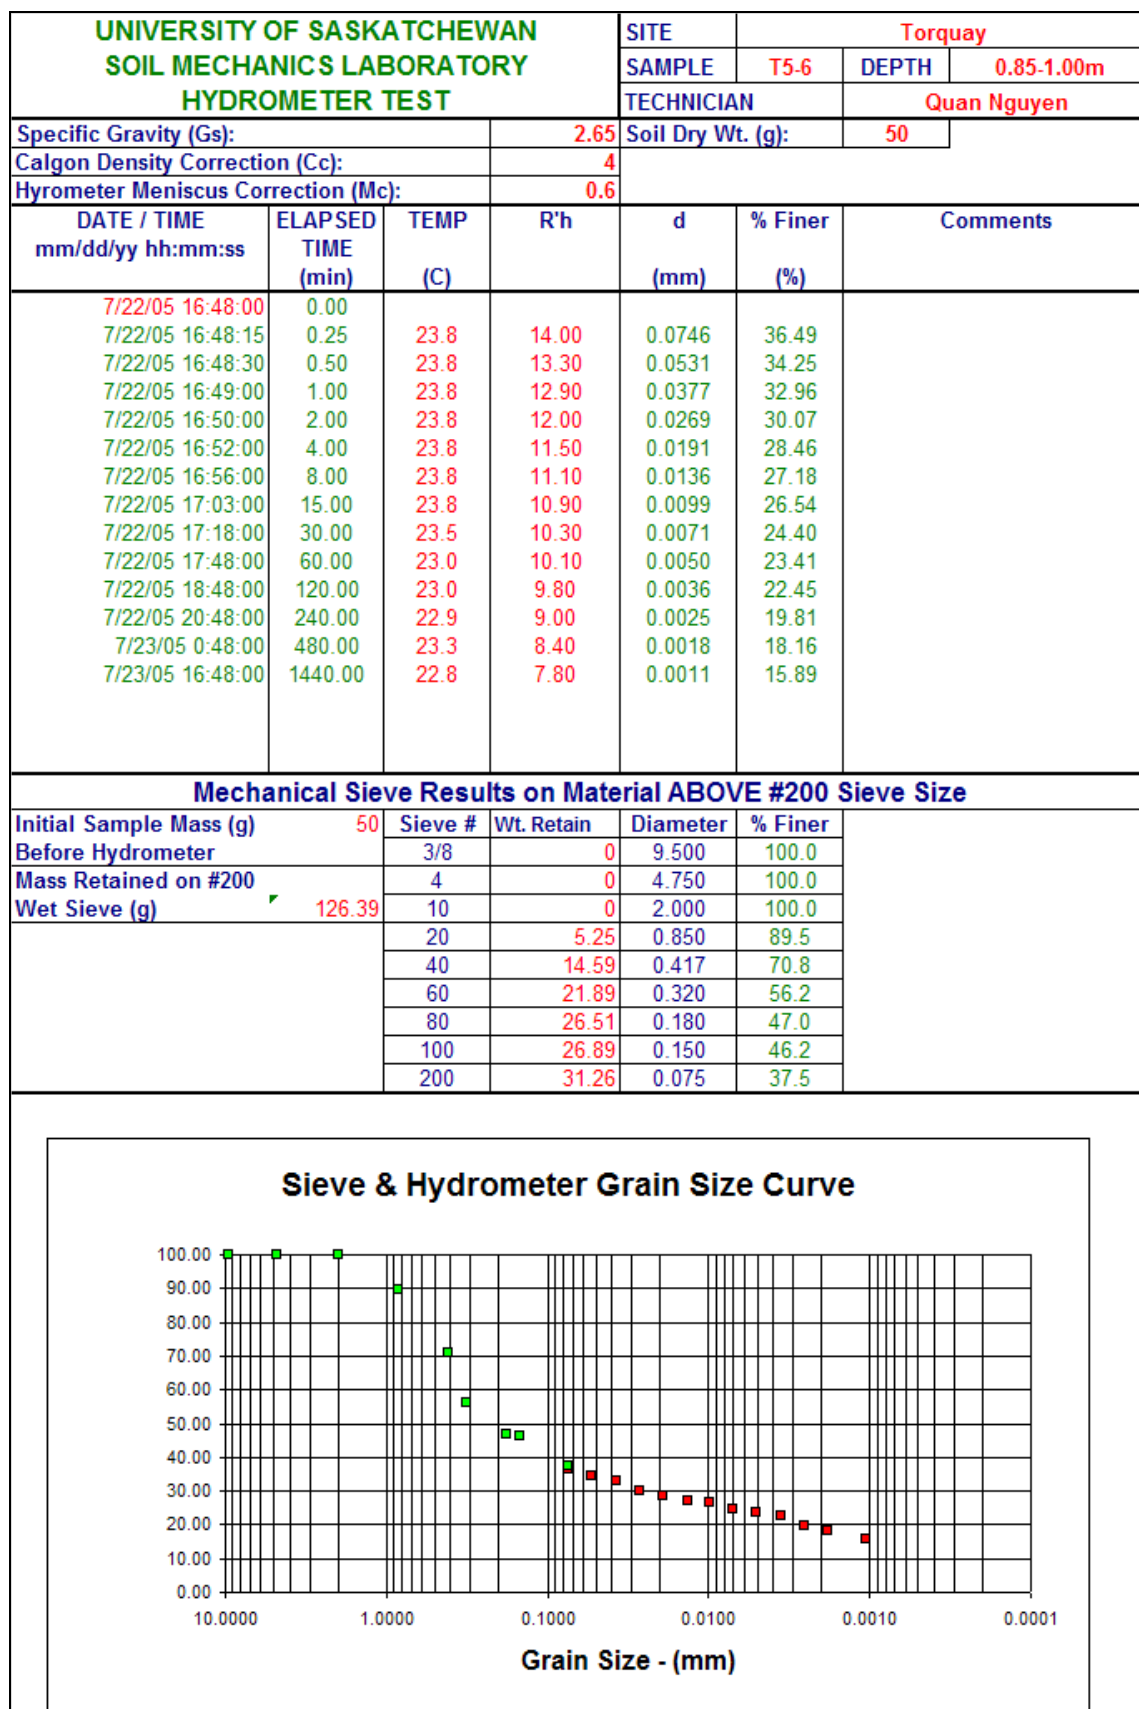 UNIVERSITY OF SASKATCHEWAN
SOIL MECHANICS LABORATORY
HYDROMETER TEST
SITE Torquay
SAMPLE T5-6 DEPTH 0.85-1.00m
TECHNICIAN Quan Nguyen
Specific Gravity (Gs): 2.65 Soil Dry Wt. (g): 50
Calgon Density Correction (Cc): 4
Hyrometer Meniscus Correction (Mc): 0.6
DATE / TIME ELAPSED TEMP R'h d % Finer Comments
mm/dd/yy hh:mm:ss TIME
(min) (C) (mm) (%)
7/22/05 16:48:00 0.00
7/22/05 16:48:15 0.25 23.8 14.00 0.0746 36.49
7/22/05 16:48:30 0.50 23.8 13.30 0.0531 34.25
7/22/05 16:49:00 1.00 23.8 12.90 0.0377 32.96
7/22/05 16:50:00 2.00 23.8 12.00 0.0269 30.07
7/22/05 16:52:00 4.00 23.8 11.50 0.0191 28.46
7/22/05 16:56:00 8.00 23.8 11.10 0.0136 27.18
7/22/05 17:03:00 15.00 23.8 10.90 0.0099 26.54
7/22/05 17:18:00 30.00 23.5 10.30 0.0071 24.40
7/22/05 17:48:00 60.00 23.0 10.10 0.0050 23.41
7/22/05 18:48:00 120.00 23.0 9.80 0.0036 22.45
7/22/05 20:48:00 240.00 22.9 9.00 0.0025 19.81
7/23/05 0:48:00 480.00 23.3 8.40 0.0018 18.16
7/23/05 16:48:00 1440.00 22.8 7.80 0.0011 15.89
Mechanical Sieve Results on Material ABOVE #200 Sieve Size
Initial Sample Mass (g) 50 Sieve # Wt. Retain Diameter % Finer
Before Hydrometer 3/8 0 9.500 100.0
Mass Retained on #200 4 0 4.750 100.0
Wet Sieve (g) 126.39 10 0 2.000 100.0
20 5.25 0.850 89.5
40 14.59 0.417 70.8
60 21.89 0.320 56.2
80 26.51 0.180 47.0
100 26.89 0.150 46.2
200 31.26 0.075 37.5
Sieve & Hydrometer Grain Size Curve
100.00
90.00
80.00
70.00
60.00
50.00
40.00
30.00
20.00
10.00
0.00
10.0000 1.0000 0.1000 0.0100 0.0010 0.0001
Grain Size - (mm)